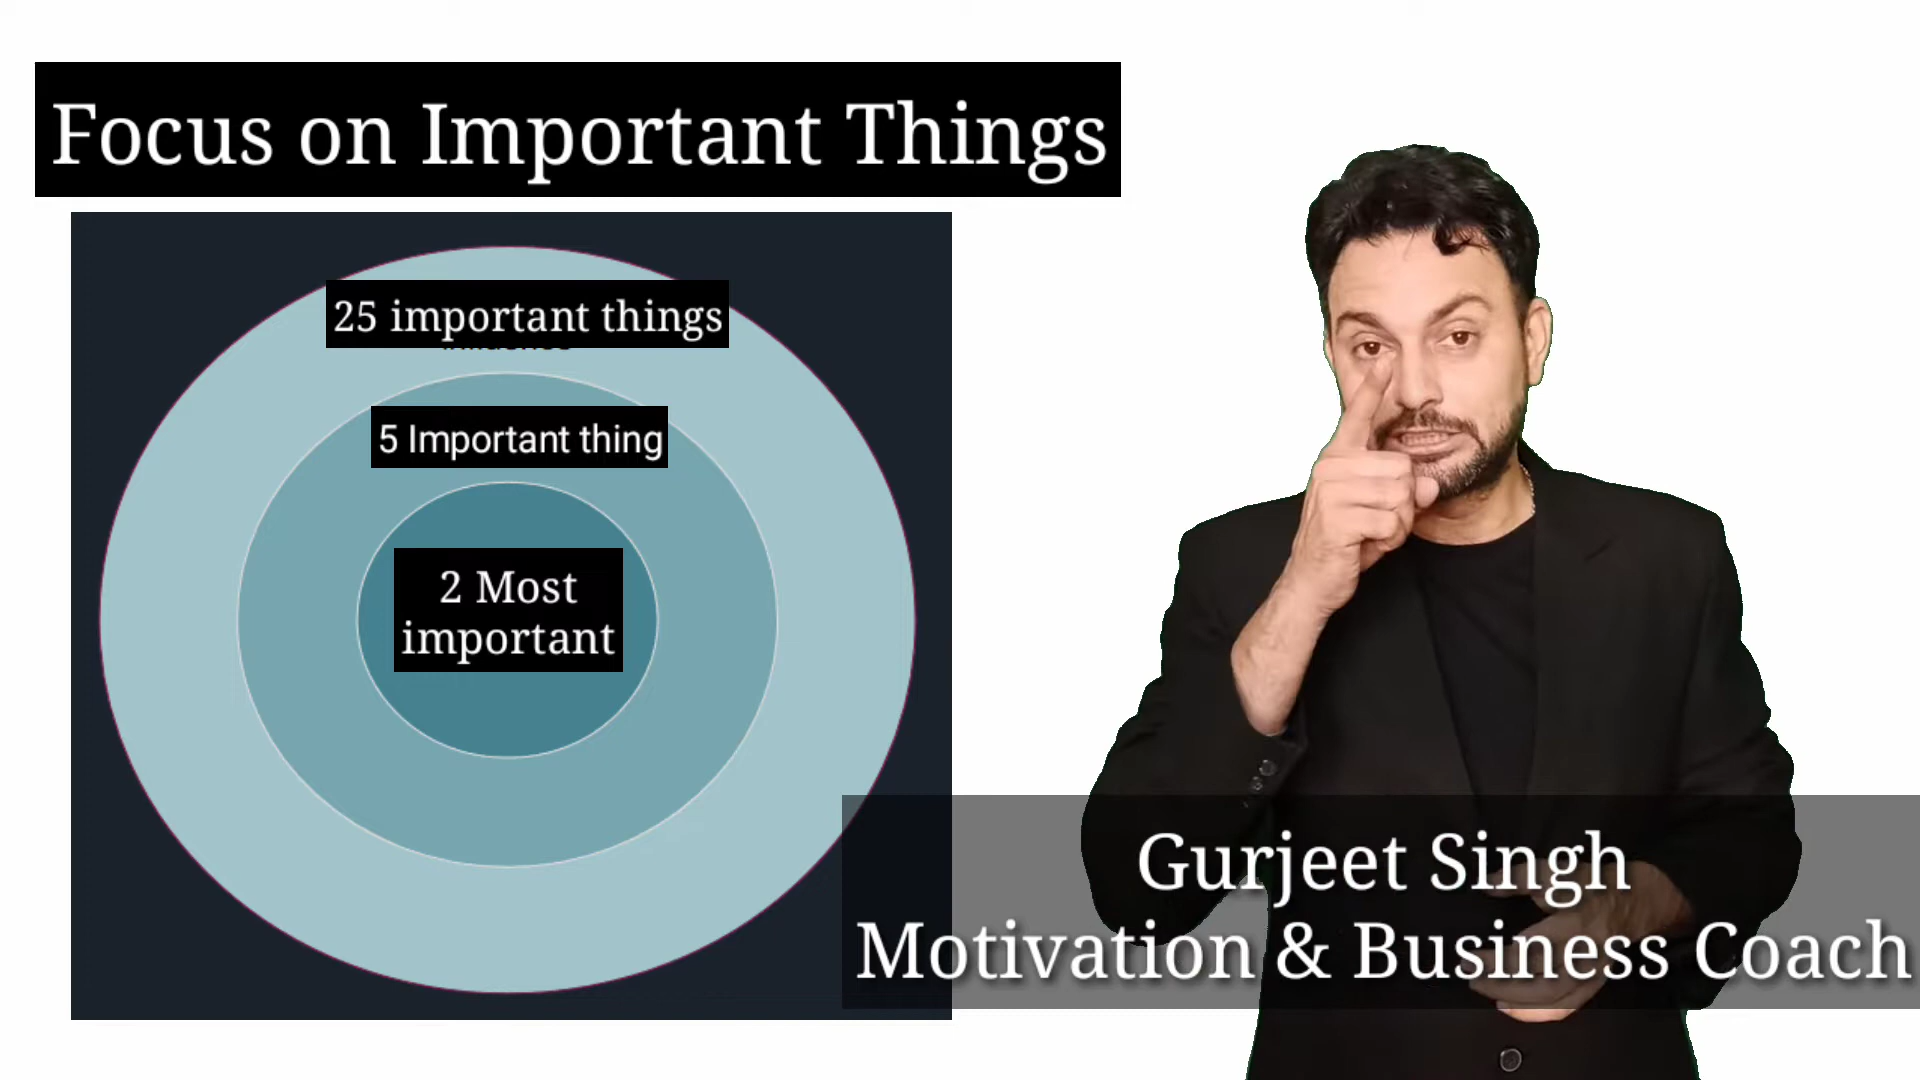 Focus on Important Things
25 important things
5 Important thing
2 Most
important
Gurjeet Singh
Motivation & Business Coach